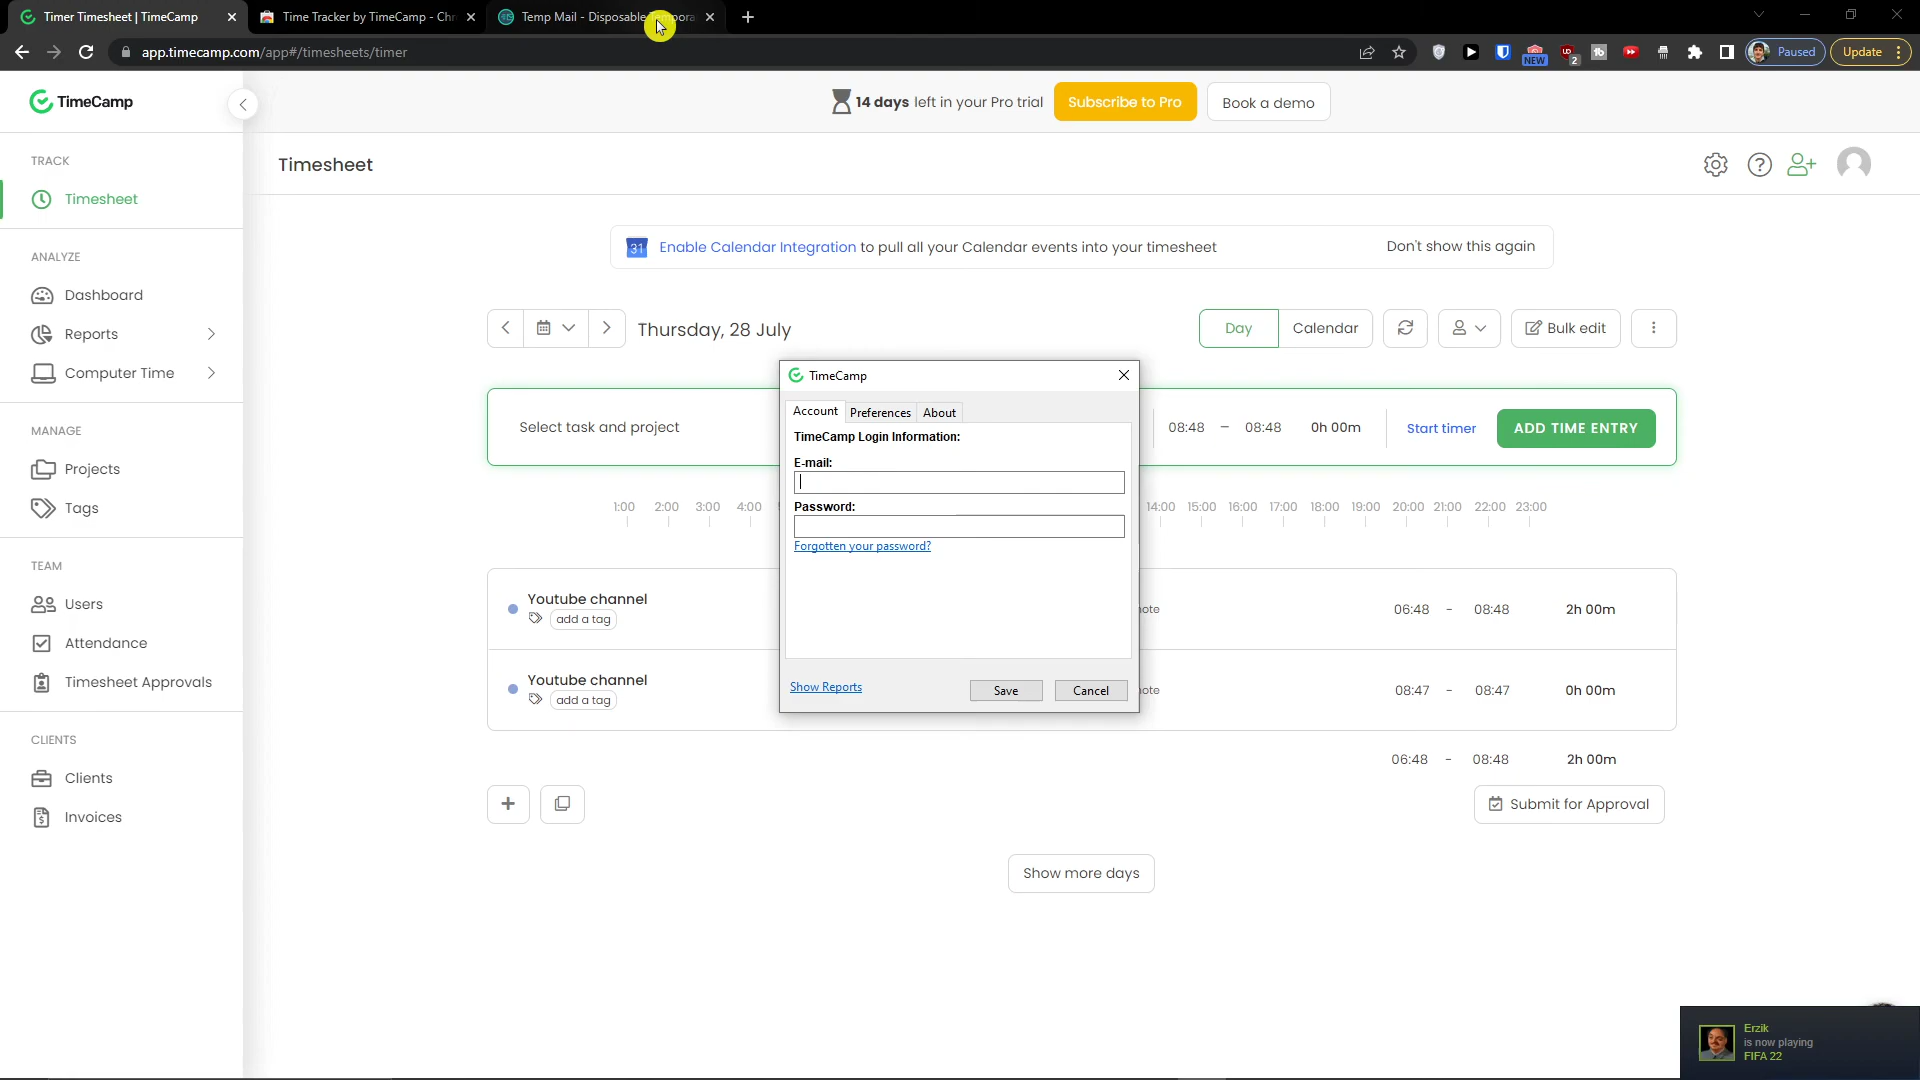 Timer Timesheet | TimeCamp
Time Tracker by TimeCamp - Chr
Temp Mail - Disposable Tempora
app.timecamp.com/app#/timesheets/timer
NEW
2
Paused
Update
TimeCamp
14 days left in your Pro trial
Subscribe to Pro
Book a demo
TRACK
Timesheet
ANALYZE
Dashboard
Reports
Computer Time
MANAGE
Projects
Tags
TEAM
Users
Attendance
Timesheet Approvals
CLIENTS
Clients
Invoices
Timesheet
31
Enable Calendar Integration to pull all your Calendar events into your timesheet
Don't show this again
Thursday, 28 July
Day
Calendar
Bulk edit
Select task and project
08:48 – 08:48
0h 00m
Start timer
ADD TIME ENTRY
1:00 2:00 3:00 4:00
14:00 15:00 16:00 17:00 18:00 19:00 20:00 21:00 22:00 23:00
Youtube channel
add a tag
note
06:48 - 08:48
2h 00m
Youtube channel
add a tag
note
08:47 - 08:47
0h 00m
06:48 - 08:48
2h 00m
Submit for Approval
Show more days
TimeCamp
Account
Preferences
About
TimeCamp Login Information:
E-mail:
Password:
Forgotten your password?
Show Reports
Save
Cancel
Erzik
is now playing
FIFA 22